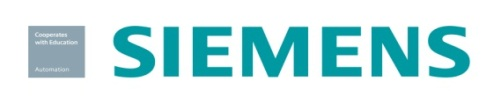 Cooperates
with Education
Automation
SIEMENS